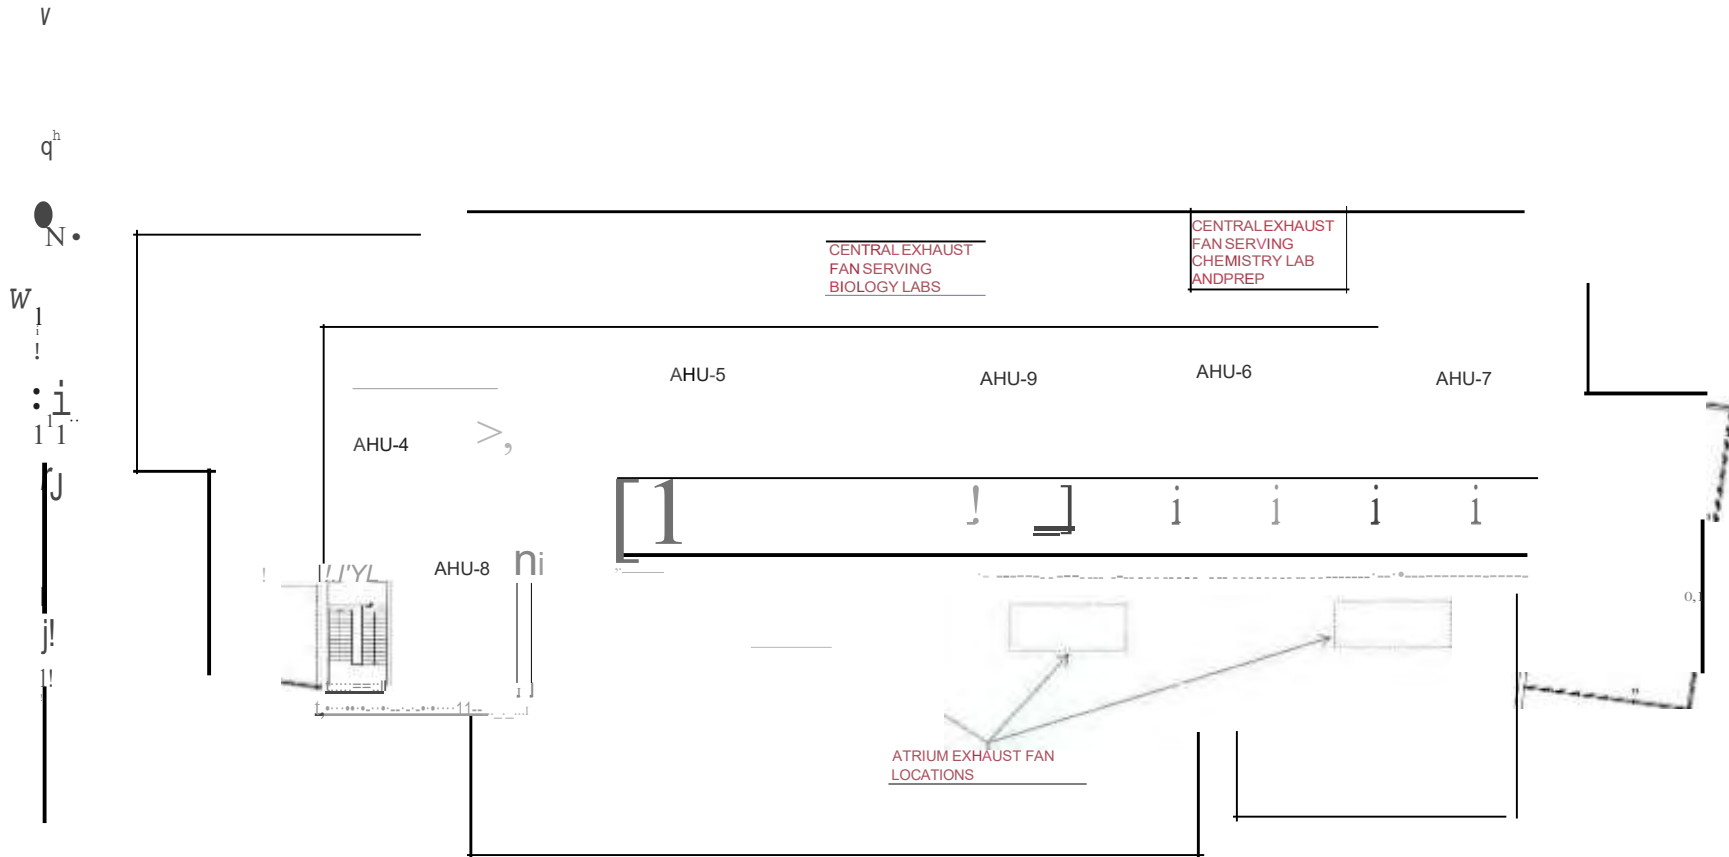 CENTRAL EXHAUST
FAN SERVING
BIOLOGY LABS
CENTRAL EXHAUST
FAN SERVING
CHEMISTRY LAB
ANDPREP
AHU-5
AHU-9
AHU-6
AHU-7
AHU-4
AHU-8
ATRIUM EXHAUST FAN
LOCATIONS